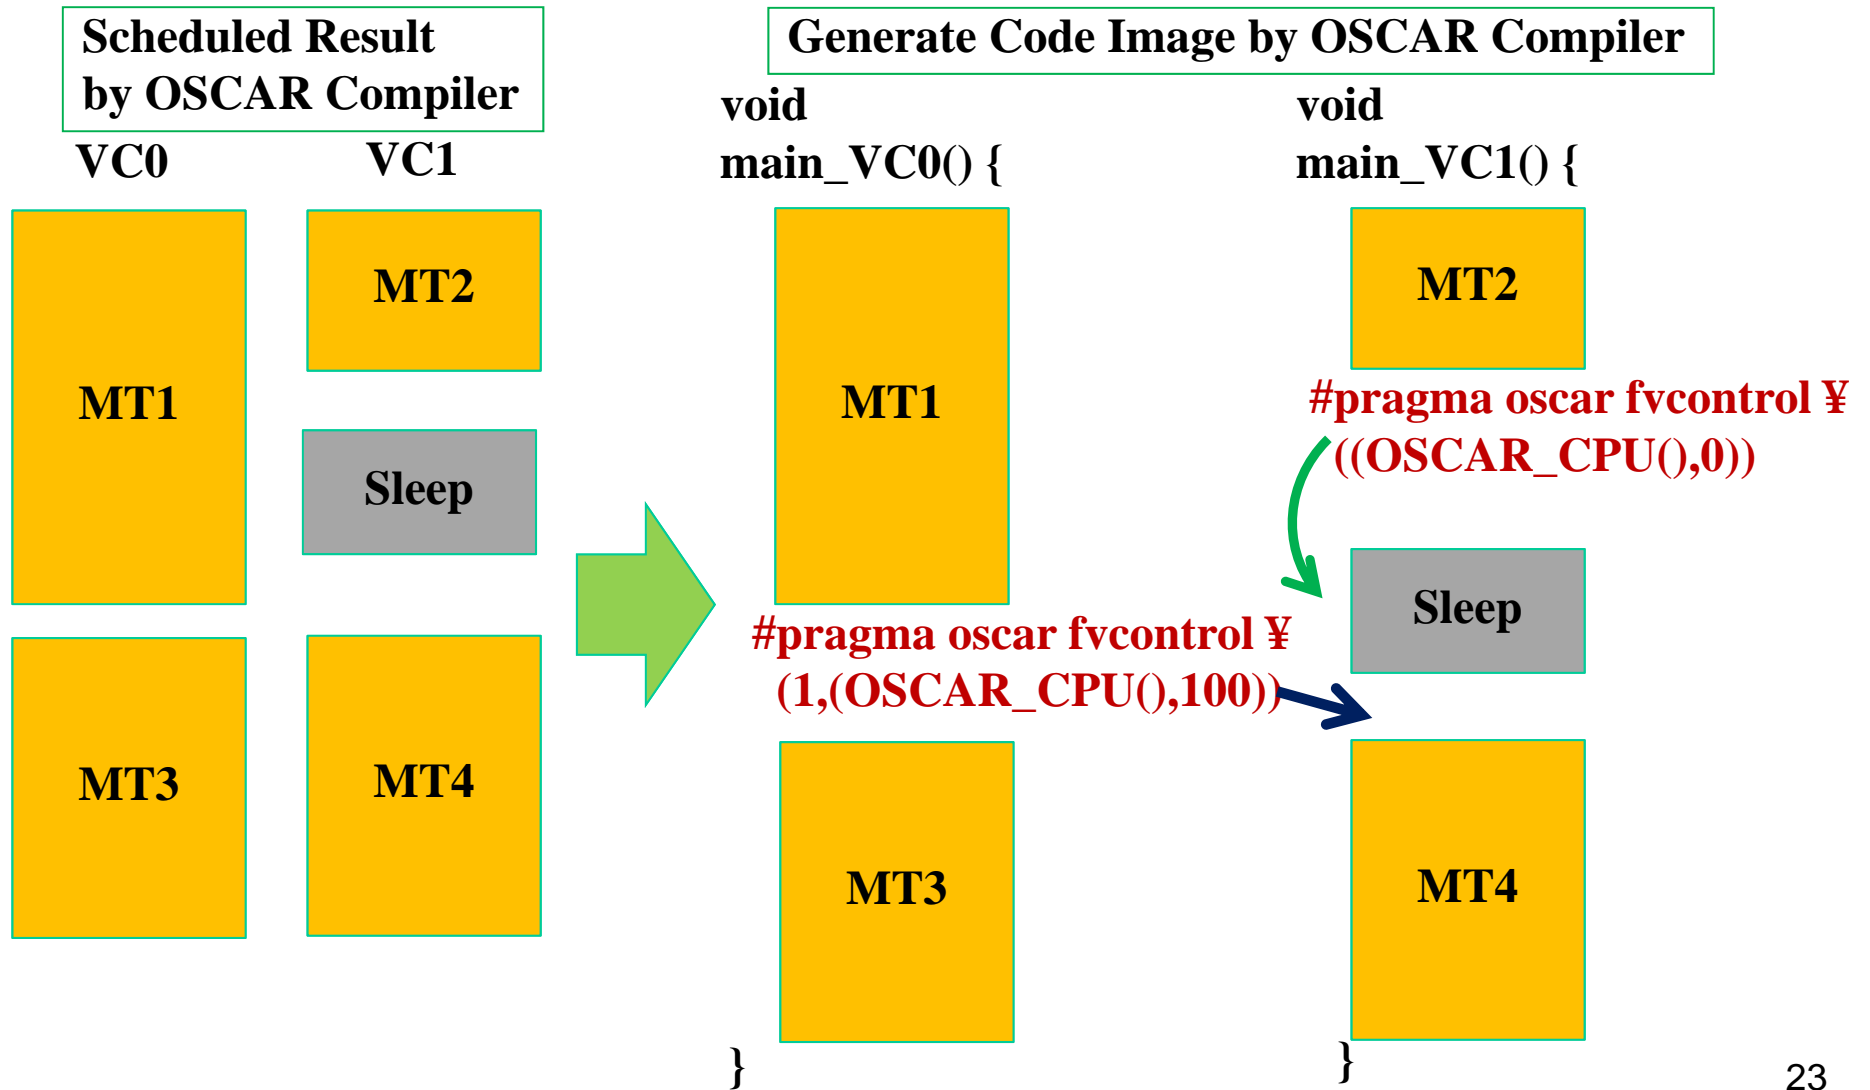 Scheduled Result
by OSCAR Compiler
VC0
VC1
MT1
MT2
Sleep
MT3
MT4
Generate Code Image by OSCAR Compiler
void
main_VC0() {
MT1
#pragma oscar fvcontrol ¥
(1,(OSCAR_CPU(),100))
MT3
}
void
main_VC1() {
MT2
#pragma oscar fvcontrol ¥
((OSCAR_CPU(),0))
Sleep
MT4
}
23